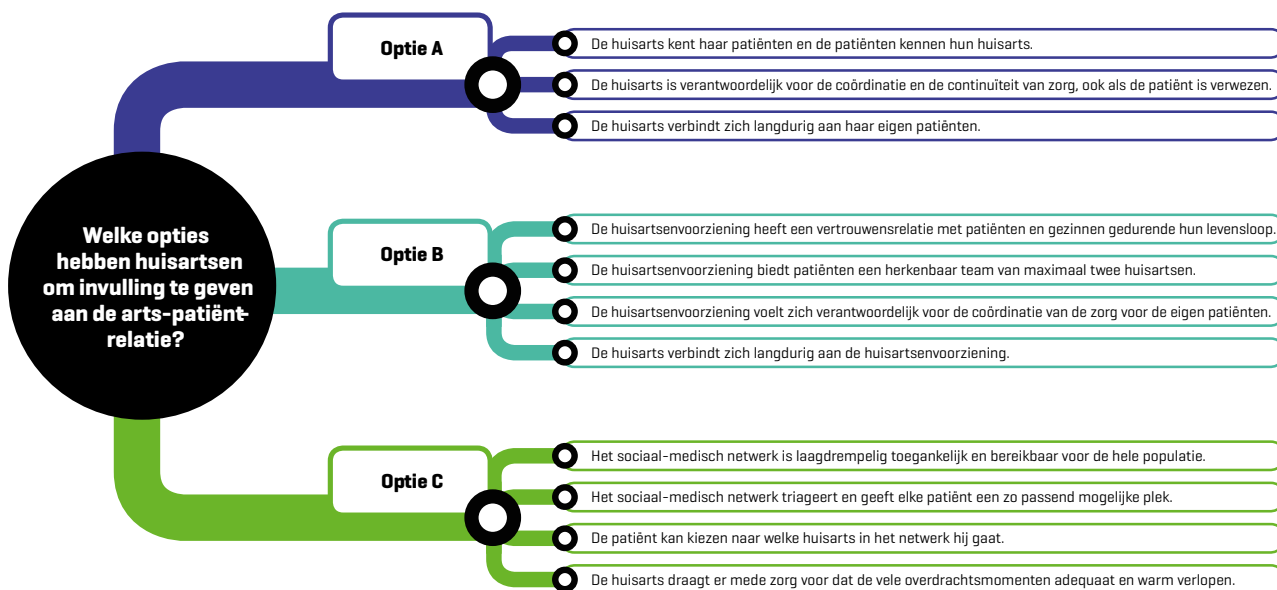 Welke opties
hebben huisartsen
om invulling te geven
aan de arts-patiënt-
relatie?
Optie A
De huisarts kent haar patiënten en de patiënten kennen hun huisarts.
De huisarts is verantwoordelijk voor de coördinatie en de continuïteit van zorg, ook als de patiënt is verwezen.
De huisarts verbindt zich langdurig aan haar eigen patiënten.
Optie B
De huisartsenvoorziening heeft een vertrouwensrelatie met patiënten en gezinnen gedurende hun levensloop.
De huisartsenvoorziening biedt patiënten een herkenbaar team van maximaal twee huisartsen.
De huisartsenvoorziening voelt zich verantwoordelijk voor de coördinatie van de zorg voor de eigen patiënten.
De huisarts verbindt zich langdurig aan de huisartsenvoorziening.
Optie C
Het sociaal-medisch netwerk is laagdrempelig toegankelijk en bereikbaar voor de hele populatie.
Het sociaal-medisch netwerk triageert en geeft elke patiënt een zo passend mogelijke plek.
De patiënt kan kiezen naar welke huisarts in het netwerk hij gaat.
De huisarts draagt er mede zorg voor dat de vele overdrachtsmomenten adequaat en warm verlopen.